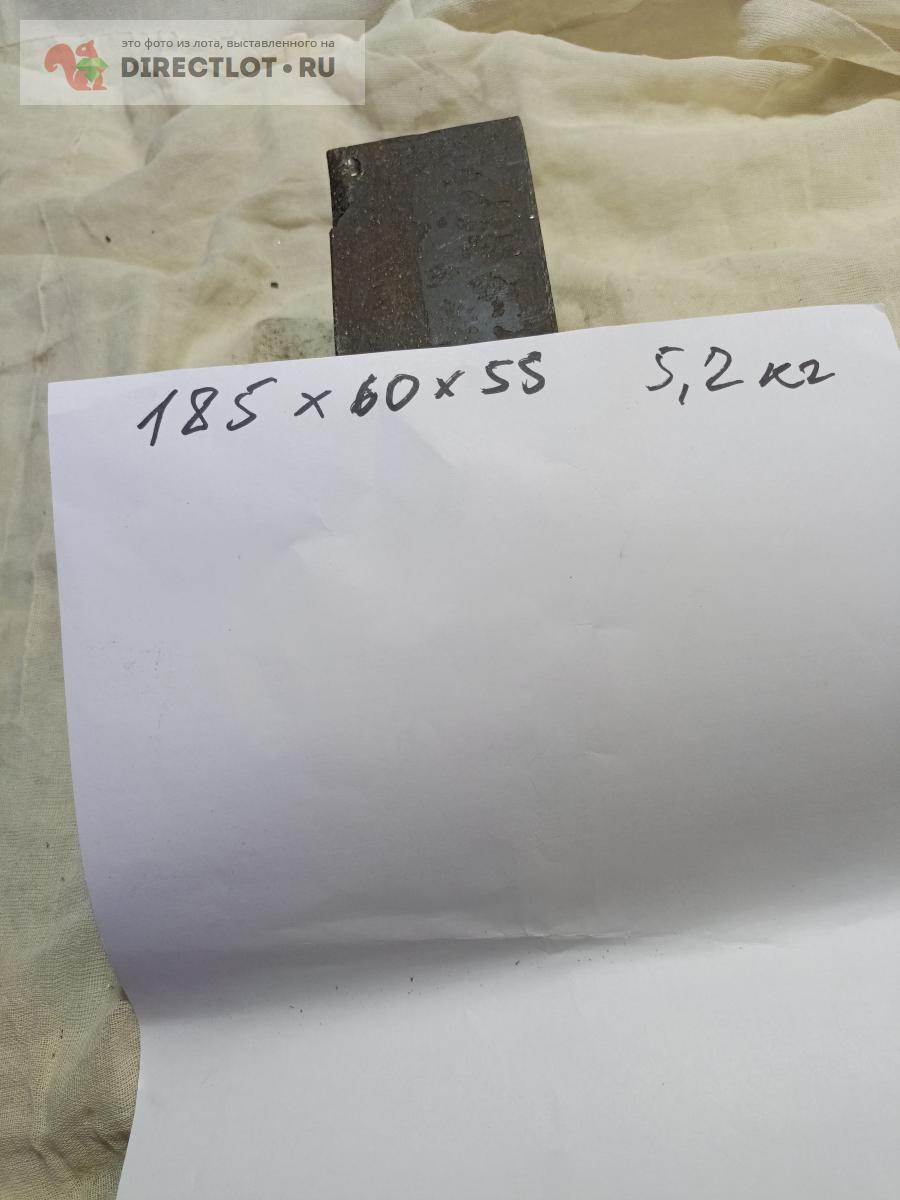 это фото из лота, выставленного на
DIRECTLOT•RU
185 x 60 x 55 5,2 кг